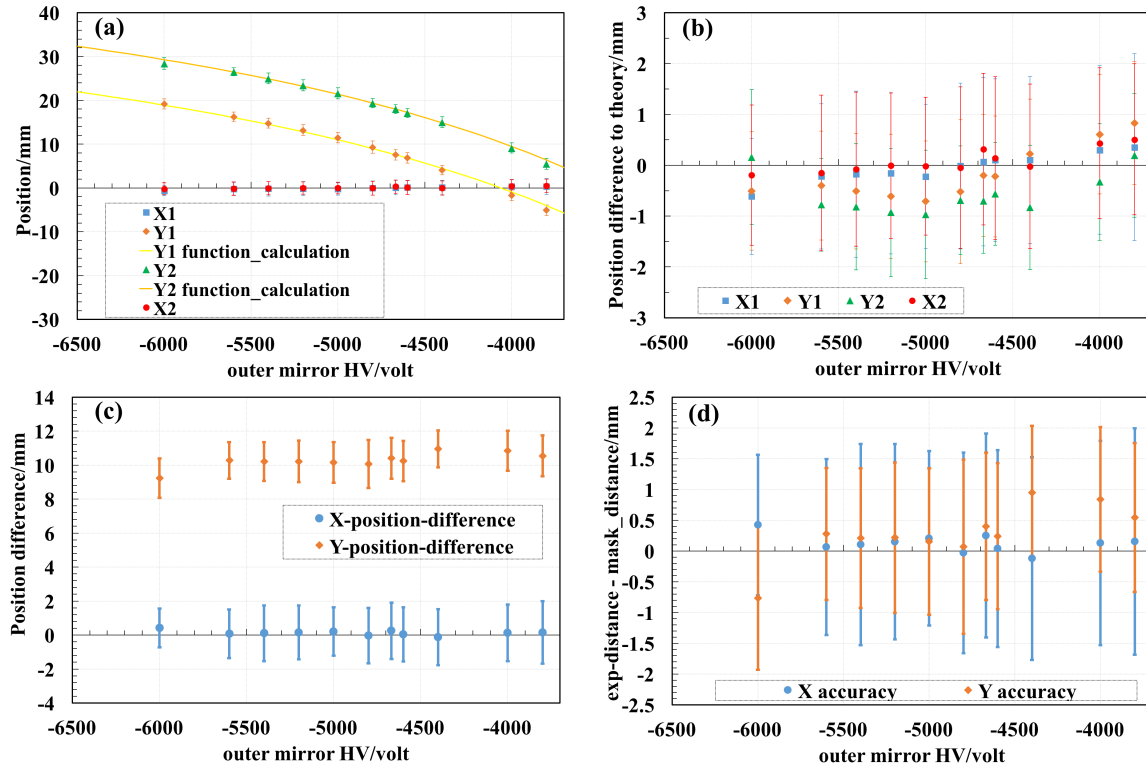 (a)
Position/mm
40
30
20
10
0
-10
-20
-30
X1
Y1
Y1 function_calculation
Y2
Y2 function_calculation
X2
-6500 -6000 -5500 -5000 -4500 -4000
outer mirror HV/volt
(b)
Position difference to theory/mm
3
2
1
0
-1
-2
-3
X1 Y1 Y2 X2
-6500 -6000 -5500 -5000 -4500 -4000
outer mirror HV/volt
(c)
Position difference/mm
14
12
10
8
6
4
2
0
-2
-4
X-position-difference
Y-position-difference
-6500 -6000 -5500 -5000 -4500 -4000
outer mirror HV/volt
(d)
exp-distance - mask_distance/mm
2.5
2
1.5
1
0.5
0
-0.5
-1
-1.5
-2
-2.5
X accuracy Y accuracy
-6500 -6000 -5500 -5000 -4500 -4000
outer mirror HV/volt